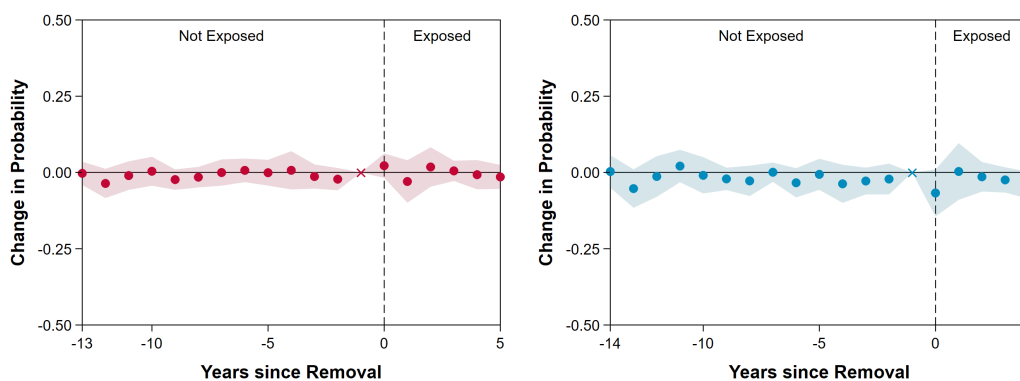 0.50
Not Exposed
Exposed
0.25
0.00
-0.25
-0.50
-13
-10
-5
0
5
Change in Probability
Years since Removal
0.50
Not Exposed
Exposed
0.25
0.00
-0.25
-0.50
-14
-10
-5
0
Change in Probability
Years since Removal